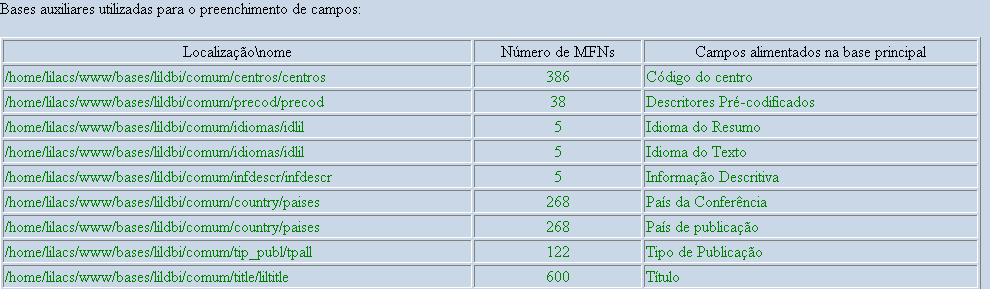 Bases auxiliares utilizadas para o preenchimento de campos:
Localização\nome Número de MFNs Campos alimentados na base principal
/home/lilacs/www/bases/lildbi/comum/centros/centros 386 Código do centro
/home/lilacs/www/bases/lildbi/comum/precod/precod 38 Descritores Pré-codificados
/home/lilacs/www/bases/lildbi/comum/idiomas/idlil 5 Idioma do Resumo
/home/lilacs/www/bases/lildbi/comum/idiomas/idlil 5 Idioma do Texto
/home/lilacs/www/bases/lildbi/comum/infdescr/infdescr 5 Informação Descritiva
/home/lilacs/www/bases/lildbi/comum/country/paises 268 País da Conferência
/home/lilacs/www/bases/lildbi/comum/country/paises 268 País de publicação
/home/lilacs/www/bases/lildbi/comum/tip_publ/tpall 122 Tipo de Publicação
/home/lilacs/www/bases/lildbi/comum/title/liltitle 600 Título